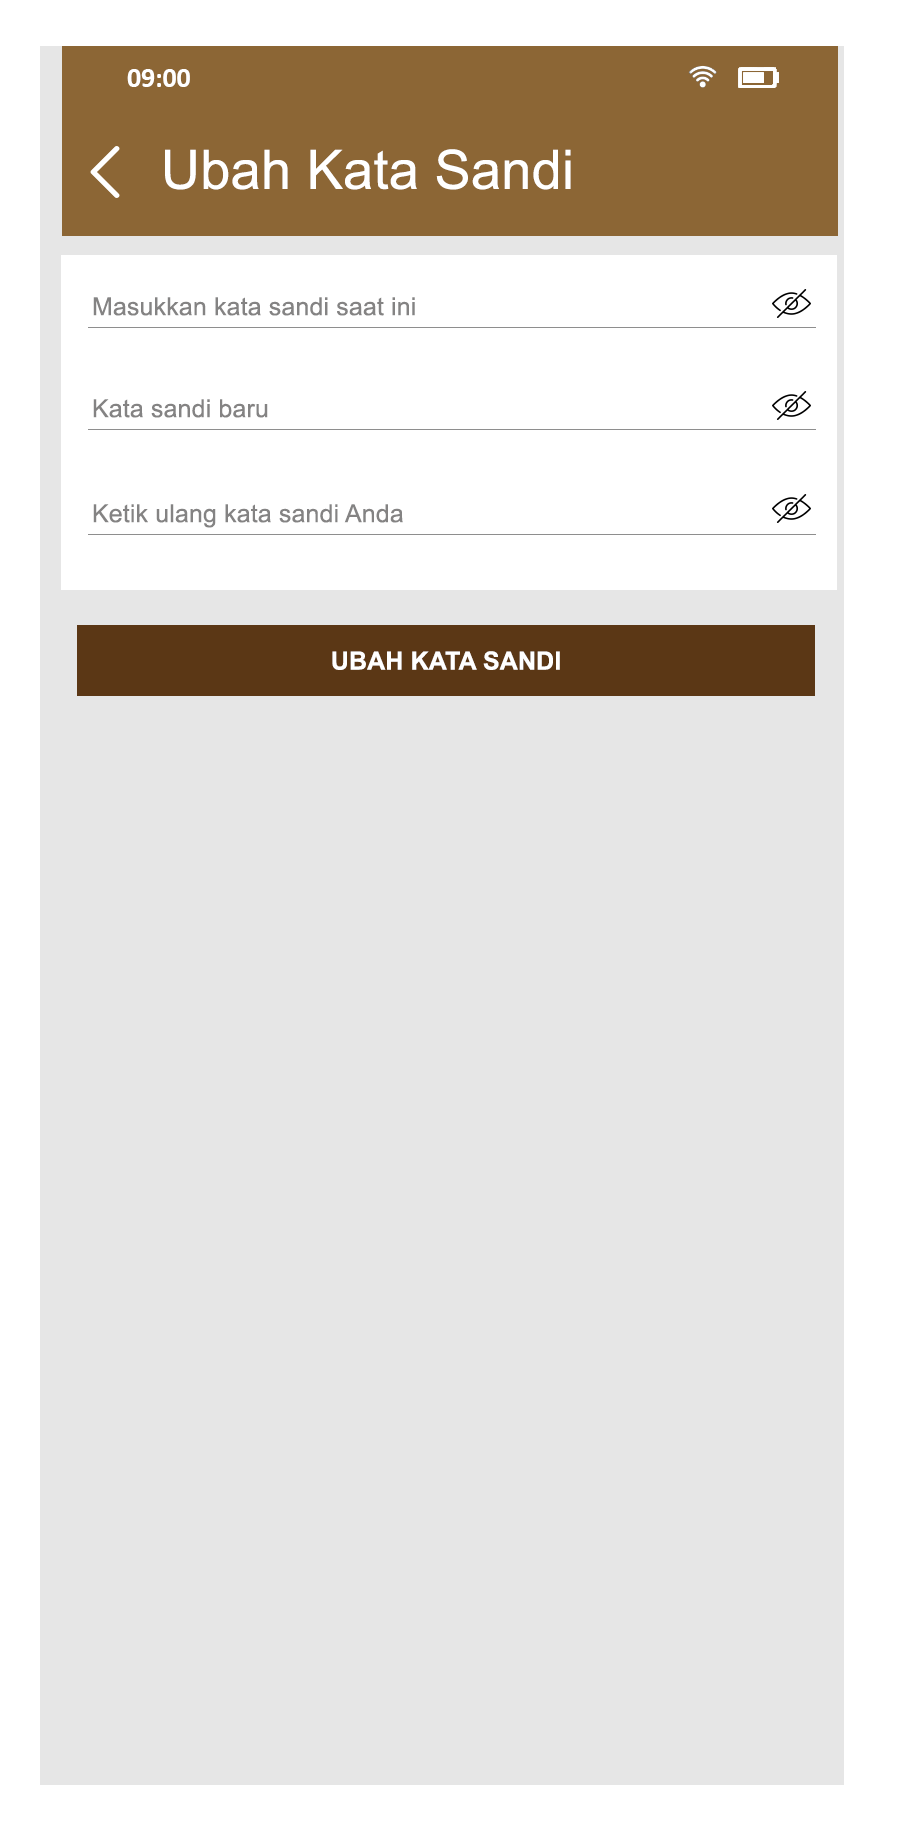 09:00
Ubah Kata Sandi
Masukkan kata sandi saat ini
Kata sandi baru
Ketik ulang kata sandi Anda
UBAH KATA SANDI